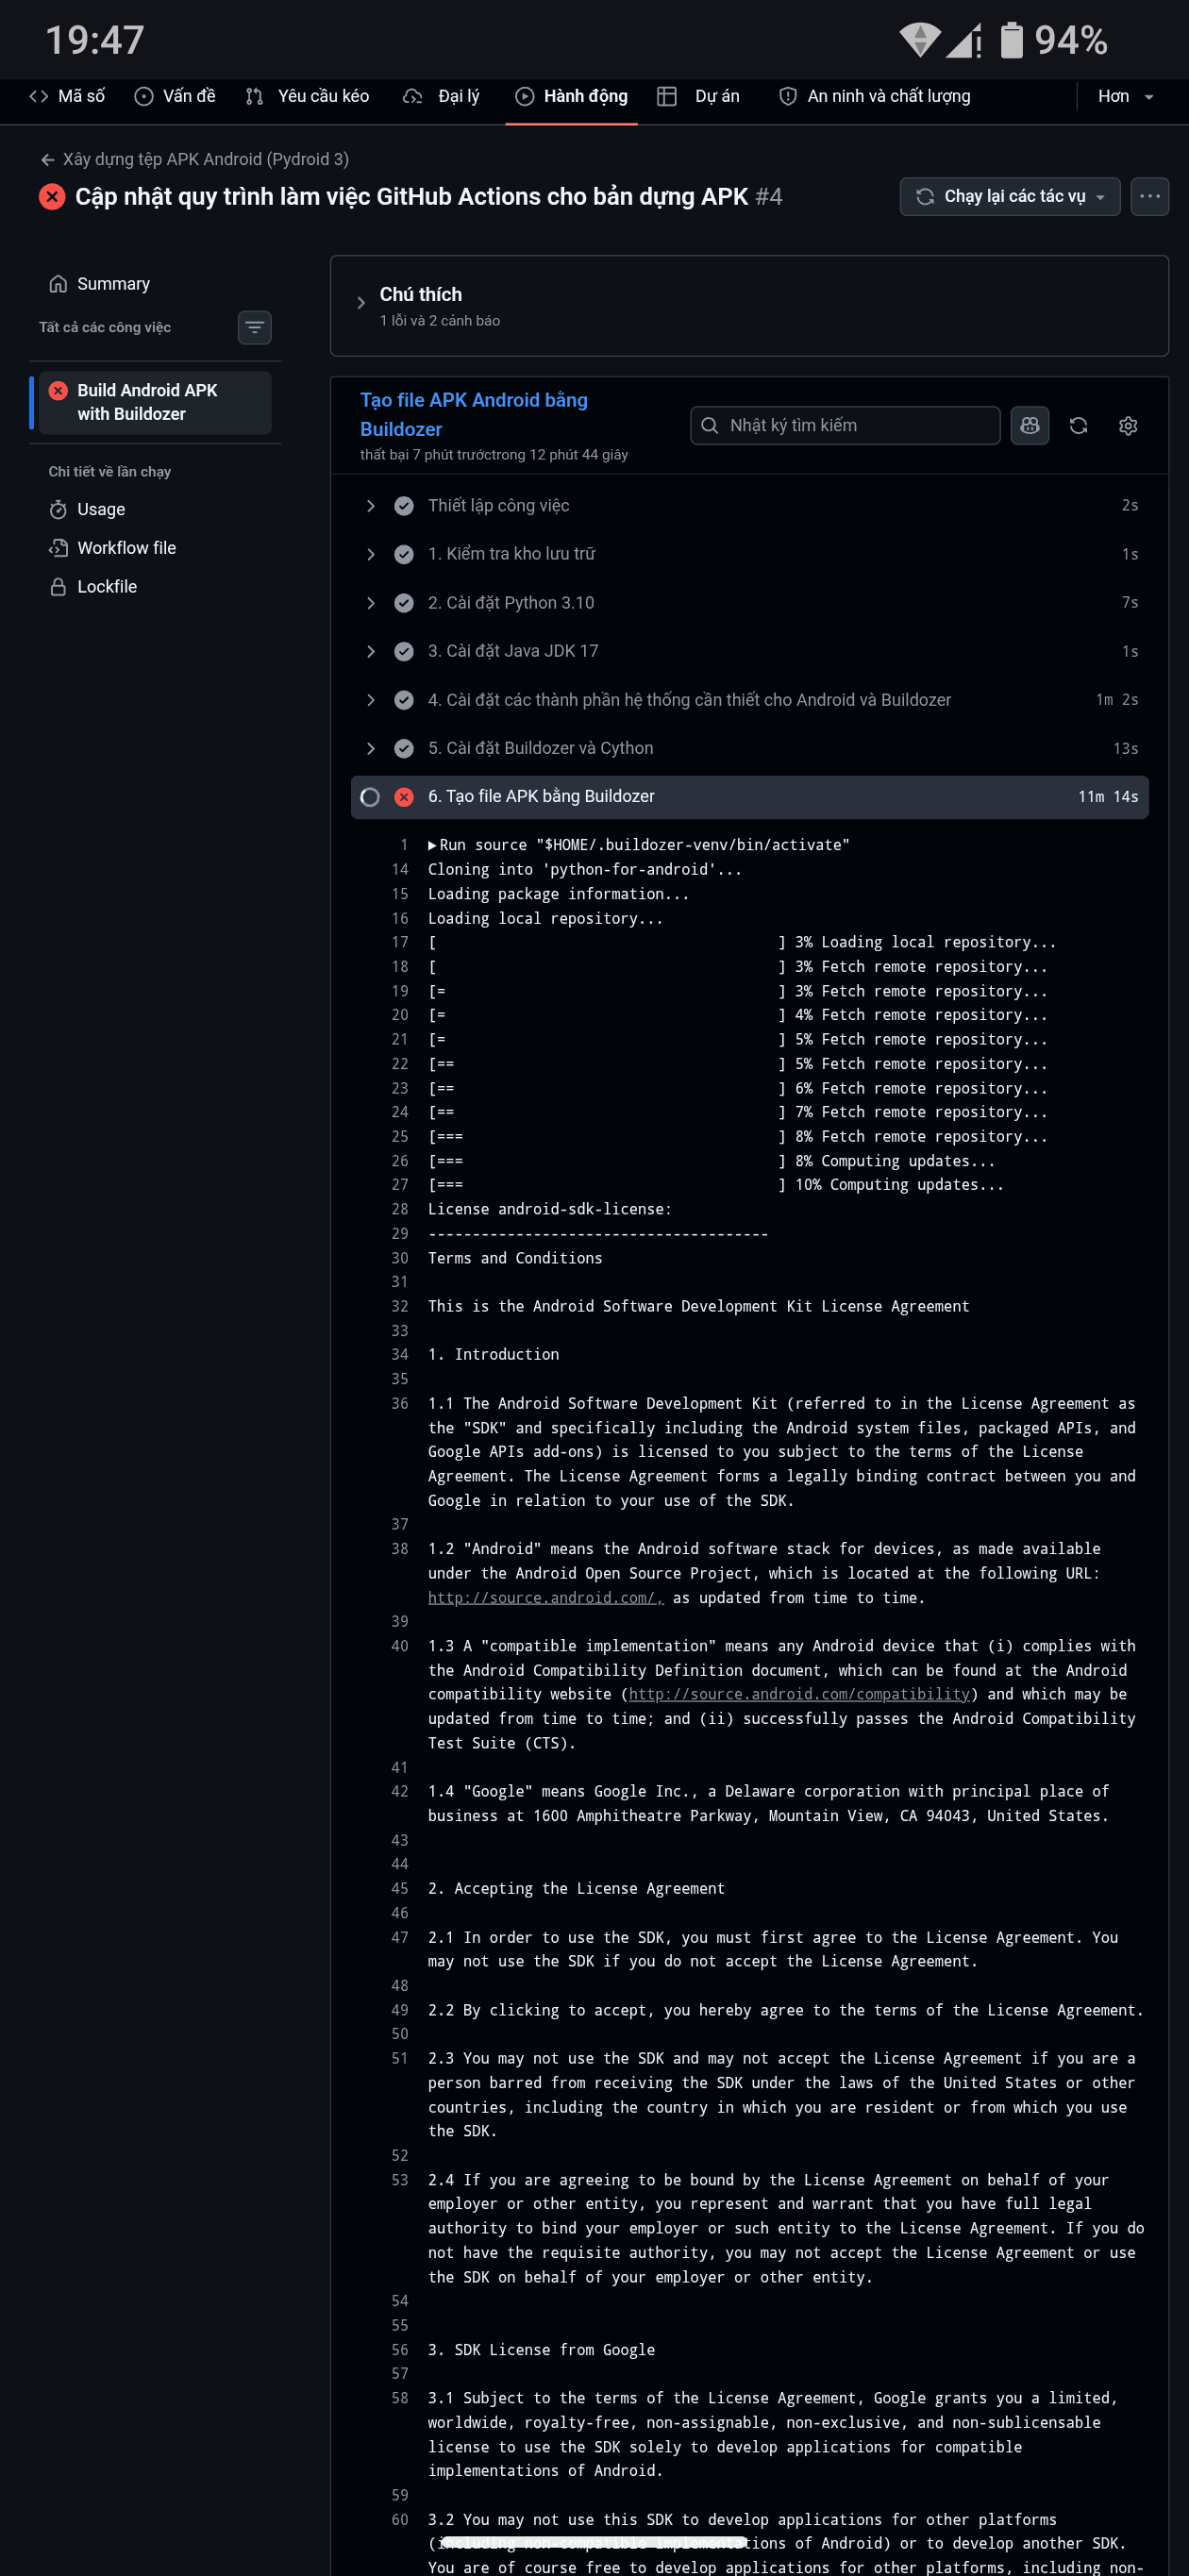 19:47
94%
Mã số
Vấn đề
Yêu cầu kéo
Đại lý
Hành động
Dự án
An ninh và chất lượng
Hơn
Xây dựng tệp APK Android (Pydroid 3)
Cập nhật quy trình làm việc GitHub Actions cho bản dựng APK #4
Chạy lại các tác vụ
Summary
Tất cả các công việc
Build Android APK
with Buildozer
Chi tiết về lần chạy
Usage
Workflow file
Lockfile
Chú thích
1 lỗi và 2 cảnh báo
Tạo file APK Android bằng
Buildozer
thất bại 7 phút trướctrong 12 phút 44 giây
Nhật ký tìm kiếm
Thiết lập công việc 2s
1. Kiểm tra kho lưu trữ 1s
2. Cài đặt Python 3.10 7s
3. Cài đặt Java JDK 17 1s
4. Cài đặt các thành phần hệ thống cần thiết cho Android và Buildozer 1m 2s
5. Cài đặt Buildozer và Cython 13s
6. Tạo file APK bằng Buildozer 11m 14s
1 Run source "$HOME/.buildozer-venv/bin/activate"
14 Cloning into 'python-for-android'...
15 Loading package information...
16 Loading local repository...
17 [ ] 3% Loading local repository...
18 [ ] 3% Fetch remote repository...
19 [= ] 3% Fetch remote repository...
20 [= ] 4% Fetch remote repository...
21 [= ] 5% Fetch remote repository...
22 [== ] 5% Fetch remote repository...
23 [== ] 6% Fetch remote repository...
24 [== ] 7% Fetch remote repository...
25 [=== ] 8% Fetch remote repository...
26 [=== ] 8% Computing updates...
27 [=== ] 10% Computing updates...
28 License android-sdk-license:
29 ---------------------------------------
30 Terms and Conditions
31
32 This is the Android Software Development Kit License Agreement
33
34 1. Introduction
35
36 1.1 The Android Software Development Kit (referred to in the License Agreement as
the "SDK" and specifically including the Android system files, packaged APIs, and
Google APIs add-ons) is licensed to you subject to the terms of the License
Agreement. The License Agreement forms a legally binding contract between you and
Google in relation to your use of the SDK.
37
38 1.2 "Android" means the Android software stack for devices, as made available
under the Android Open Source Project, which is located at the following URL:
http://source.android.com/, as updated from time to time.
39
40 1.3 A "compatible implementation" means any Android device that (i) complies with
the Android Compatibility Definition document, which can be found at the Android
compatibility website (http://source.android.com/compatibility) and which may be
updated from time to time; and (ii) successfully passes the Android Compatibility
Test Suite (CTS).
41
42 1.4 "Google" means Google Inc., a Delaware corporation with principal place of
business at 1600 Amphitheatre Parkway, Mountain View, CA 94043, United States.
43
44
45 2. Accepting the License Agreement
46
47 2.1 In order to use the SDK, you must first agree to the License Agreement. You
may not use the SDK if you do not accept the License Agreement.
48
49 2.2 By clicking to accept, you hereby agree to the terms of the License Agreement.
50
51 2.3 You may not use the SDK and may not accept the License Agreement if you are a
person barred from receiving the SDK under the laws of the United States or other
countries, including the country in which you are resident or from which you use
the SDK.
52
53 2.4 If you are agreeing to be bound by the License Agreement on behalf of your
employer or other entity, you represent and warrant that you have full legal
authority to bind your employer or such entity to the License Agreement. If you do
not have the requisite authority, you may not accept the License Agreement or use
the SDK on behalf of your employer or other entity.
54
55
56 3. SDK License from Google
57
58 3.1 Subject to the terms of the License Agreement, Google grants you a limited,
worldwide, royalty-free, non-assignable, non-exclusive, and non-sublicensable
license to use the SDK solely to develop applications for compatible
implementations of Android.
59
60 3.2 You may not use this SDK to develop applications for other platforms
(including non-compatible implementations of Android) or to develop another SDK.
You are of course free to develop applications for other platforms, including non-